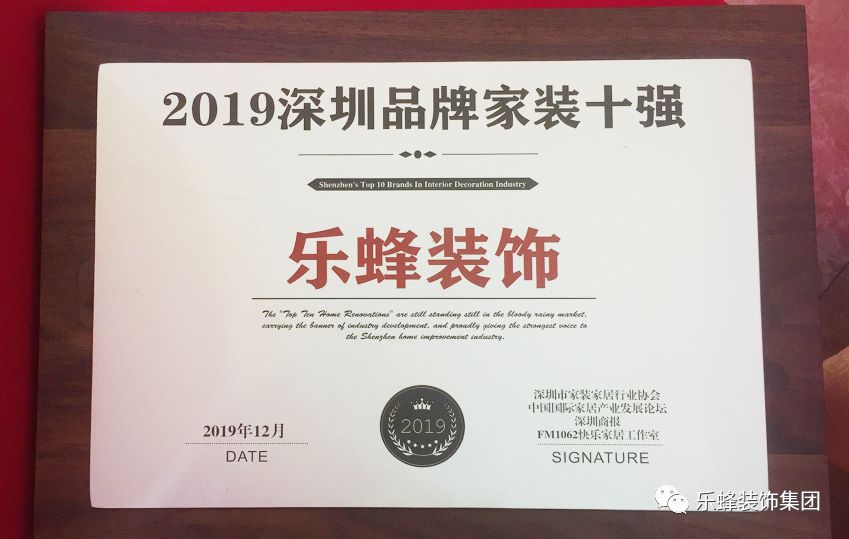 2019深圳品牌家装十强
Shenzhen's Top 10 Brands In Interior Decoration Industry
乐蜂装饰
The "Top Ten Home Renovations" are still standing still in the bloody rainy market,
carrying the banner of industry development, and proudly giving the strongest voice to
the Shenzhen home improvement industry.
2019年12月
DATE
2019
深圳市家装家居行业协会
中国国际家居产业发展论坛
深圳商报
FM1062快乐家居工作室
SIGNATURE
乐蜂装饰集团